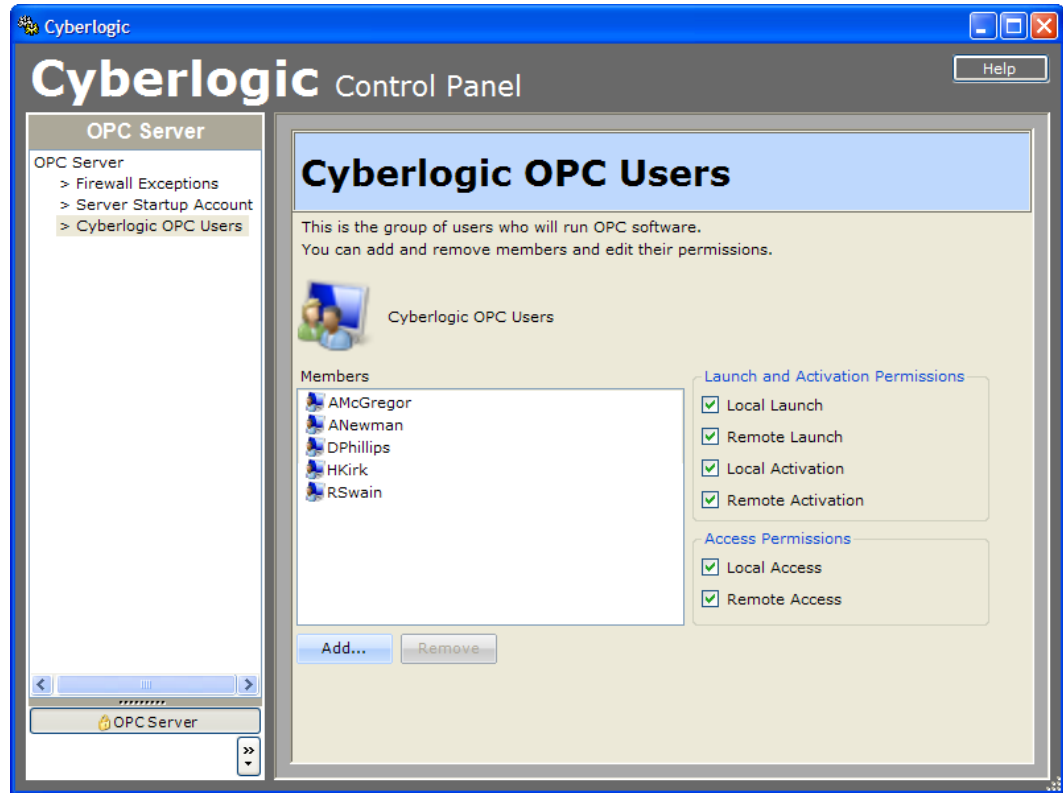 Cyberlogic
Cyberlogic Control Panel
Help
OPC Server
OPC Server
> Firewall Exceptions
> Server Startup Account
> Cyberlogic OPC Users
OPC Server
»
Cyberlogic OPC Users
This is the group of users who will run OPC software.
You can add and remove members and edit their permissions.
Cyberlogic OPC Users
Members
AMcGregor
ANewman
DPhillips
HKirk
RSwain
Add...
Remove
Launch and Activation Permissions
Local Launch
Remote Launch
Local Activation
Remote Activation
Access Permissions
Local Access
Remote Access